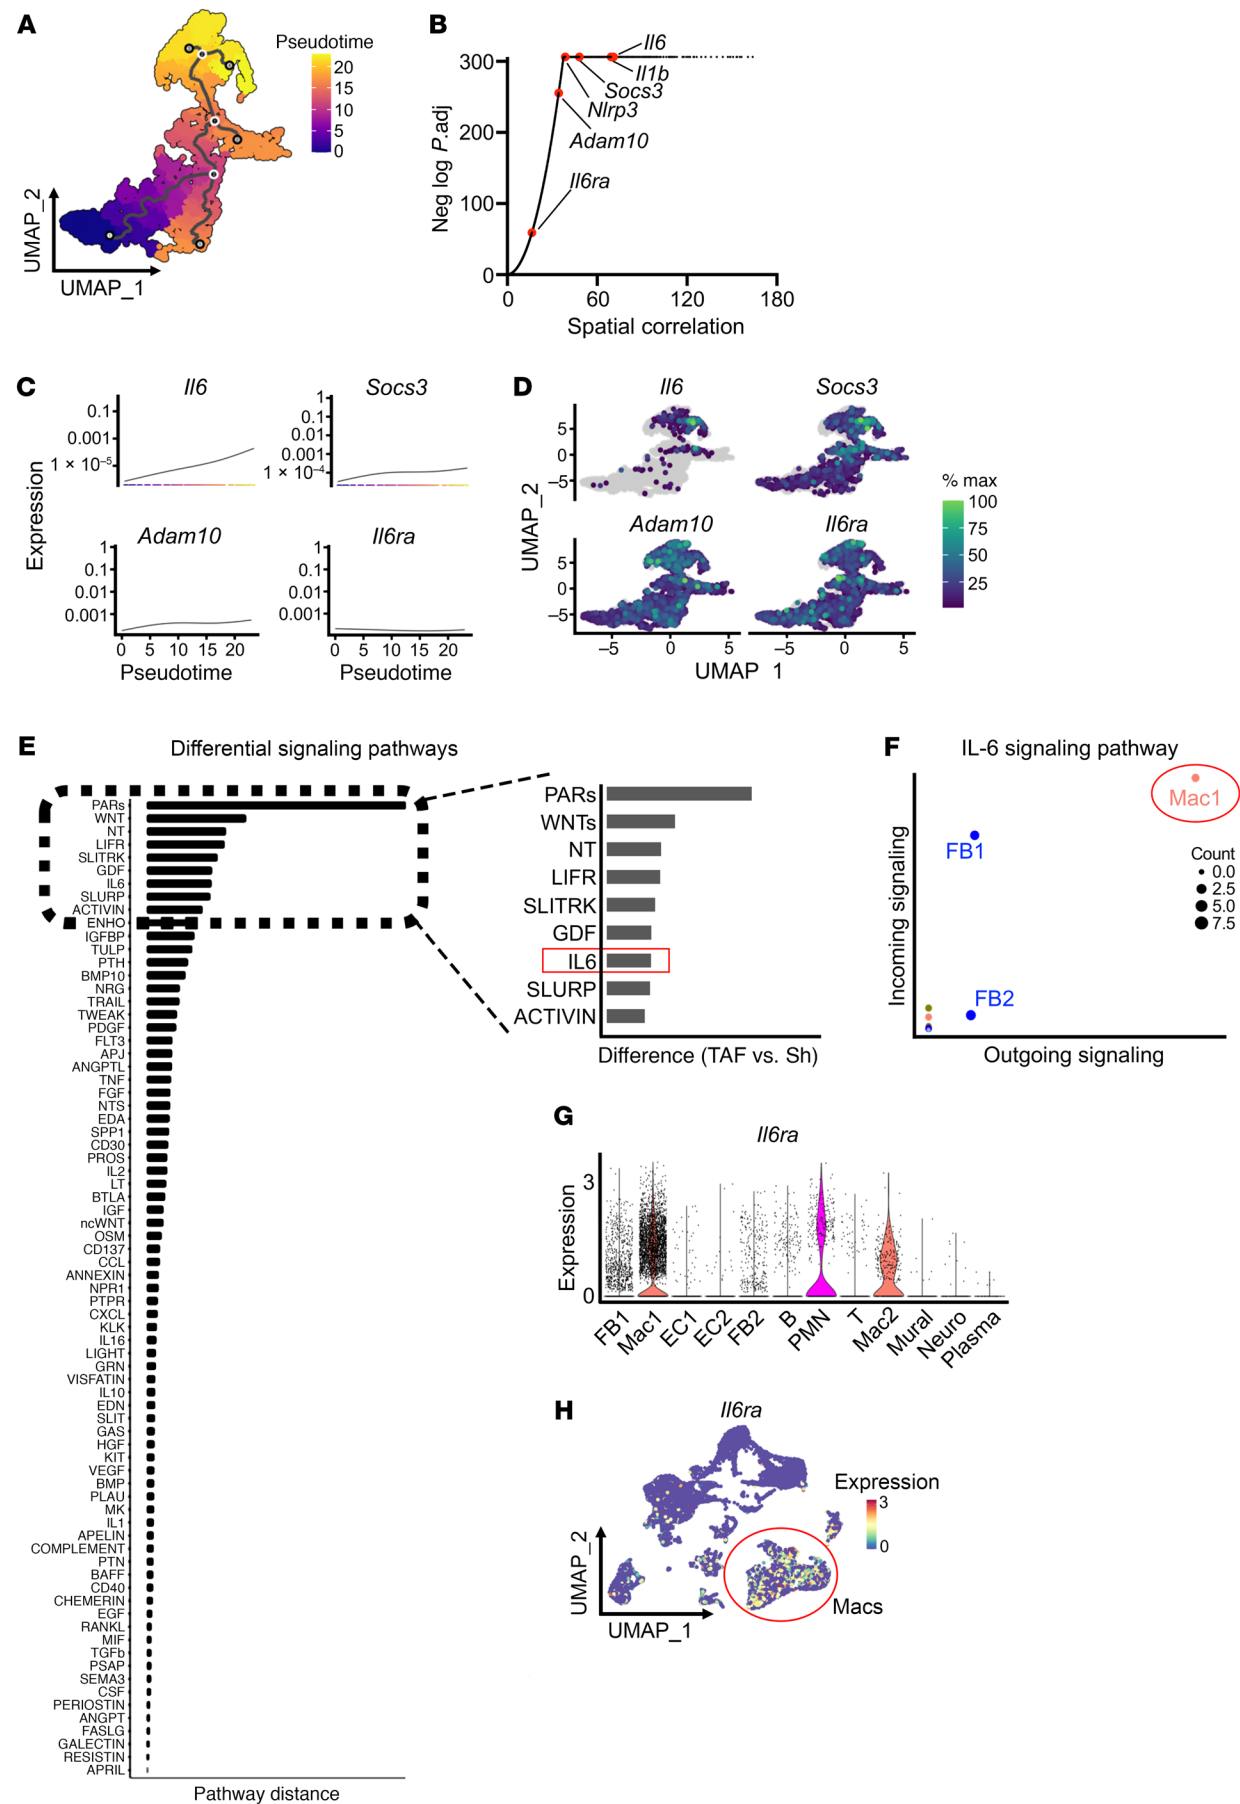 A
Pseudotime
20
15
10
5
0
UMAP_2
UMAP_1
B
Neg log P.adj
300
200
100
0
0 60 120 180
Spatial correlation
Il6
Il1b
Socs3
Nlrp3
Adam10
Il6ra
C
Expression
Il6
0.1
0.001
1 × 10⁻⁵
Socs3
1
0.1
0.01
0.001
1 × 10⁻⁴
Adam10
1
0.1
0.01
0.001
0 5 10 15 20
Pseudotime
Il6ra
1
0.1
0.01
0.001
0 5 10 15 20
Pseudotime
D
Il6
Socs3
5
0
–5
5
0
–5
Adam10
Il6ra
5
0
–5
5
0
–5
–5 0 5
–5 0 5
UMAP_2
UMAP 1
% max
100
75
50
25
E
Differential signaling pathways
PARs
WNT
NT
LIFR
SLITRK
GDF
IL6
SLURP
ACTIVIN
ENHO
IGFBP
TULP
PTH
BMP10
NRG
TRAIL
TWEAK
PDGF
FLT3
APJ
ANGPTL
TNF
FGF
NTS
EDA
SPP1
CD30
PROS
IL2
LT
BTLA
IGF
ncWNT
OSM
CD137
CCL
ANNEXIN
NPR1
PTPR
CXCL
KLK
IL16
LIGHT
GRN
VISFATIN
IL10
EDN
SLIT
GAS
HGF
KIT
VEGF
BMP
PLAU
MK
IL1
APELIN
COMPLEMENT
PTN
BAFF
CD40
CHEMERIN
EGF
RANKL
MIF
TGFb
PSAP
SEMA3
CSF
PERIOSTIN
ANGPT
FASLG
GALECTIN
RESISTIN
APRIL
Pathway distance
PARs
WNTs
NT
LIFR
SLITRK
GDF
IL6
SLURP
ACTIVIN
Difference (TAF vs. Sh)
F
IL-6 signaling pathway
Incoming signaling
Outgoing signaling
Mac1
FB1
FB2
Count
0.0
2.5
5.0
7.5
G
Il6ra
Expression
3
0
FB1 Mac1 EC1 EC2 FB2 B PMN T Mac2 Mural Neuro Plasma
H
Il6ra
Expression
3
0
Macs
UMAP_2
UMAP_1